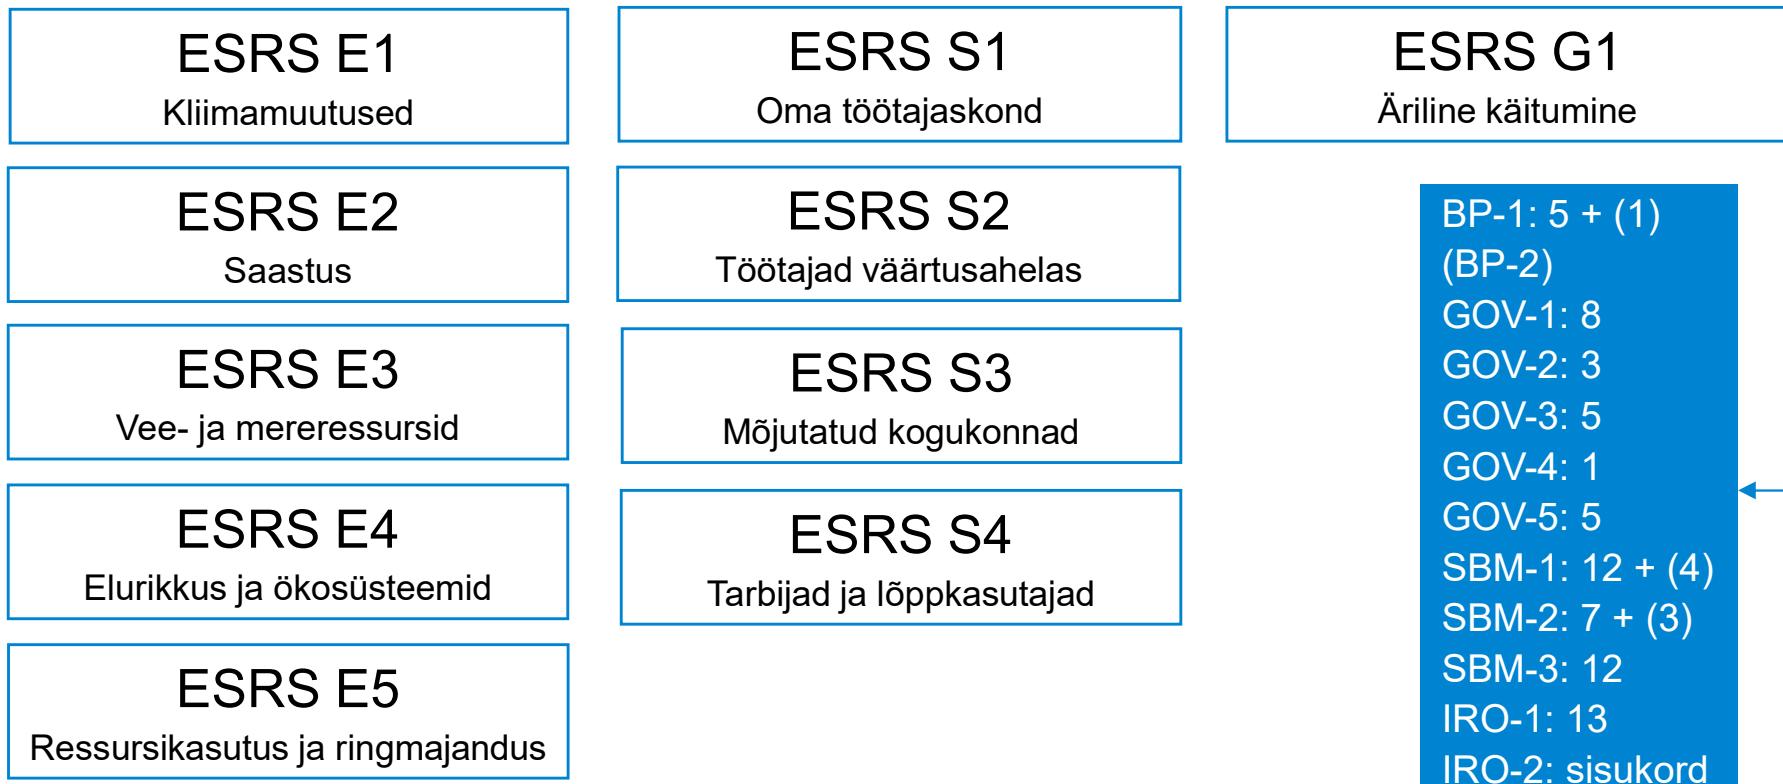 ESRS E1
Kliimamuutused
ESRS E2
Saastus
ESRS E3
Vee- ja mereressursid
ESRS E4
Elurikkus ja ökosüsteemid
ESRS E5
Ressursikasutus ja ringmajandus
ESRS S1
Oma töötajaskond
ESRS S2
Töötajad väärtusahelas
ESRS S3
Mõjutatud kogukonnad
ESRS S4
Tarbijad ja lõppkasutajad
ESRS G1
Äriline käitumine
BP-1: 5 + (1)
(BP-2)
GOV-1: 8
GOV-2: 3
GOV-3: 5
GOV-4: 1
GOV-5: 5
SBM-1: 12 + (4)
SBM-2: 7 + (3)
SBM-3: 12
IRO-1: 13
IRO-2: sisukord